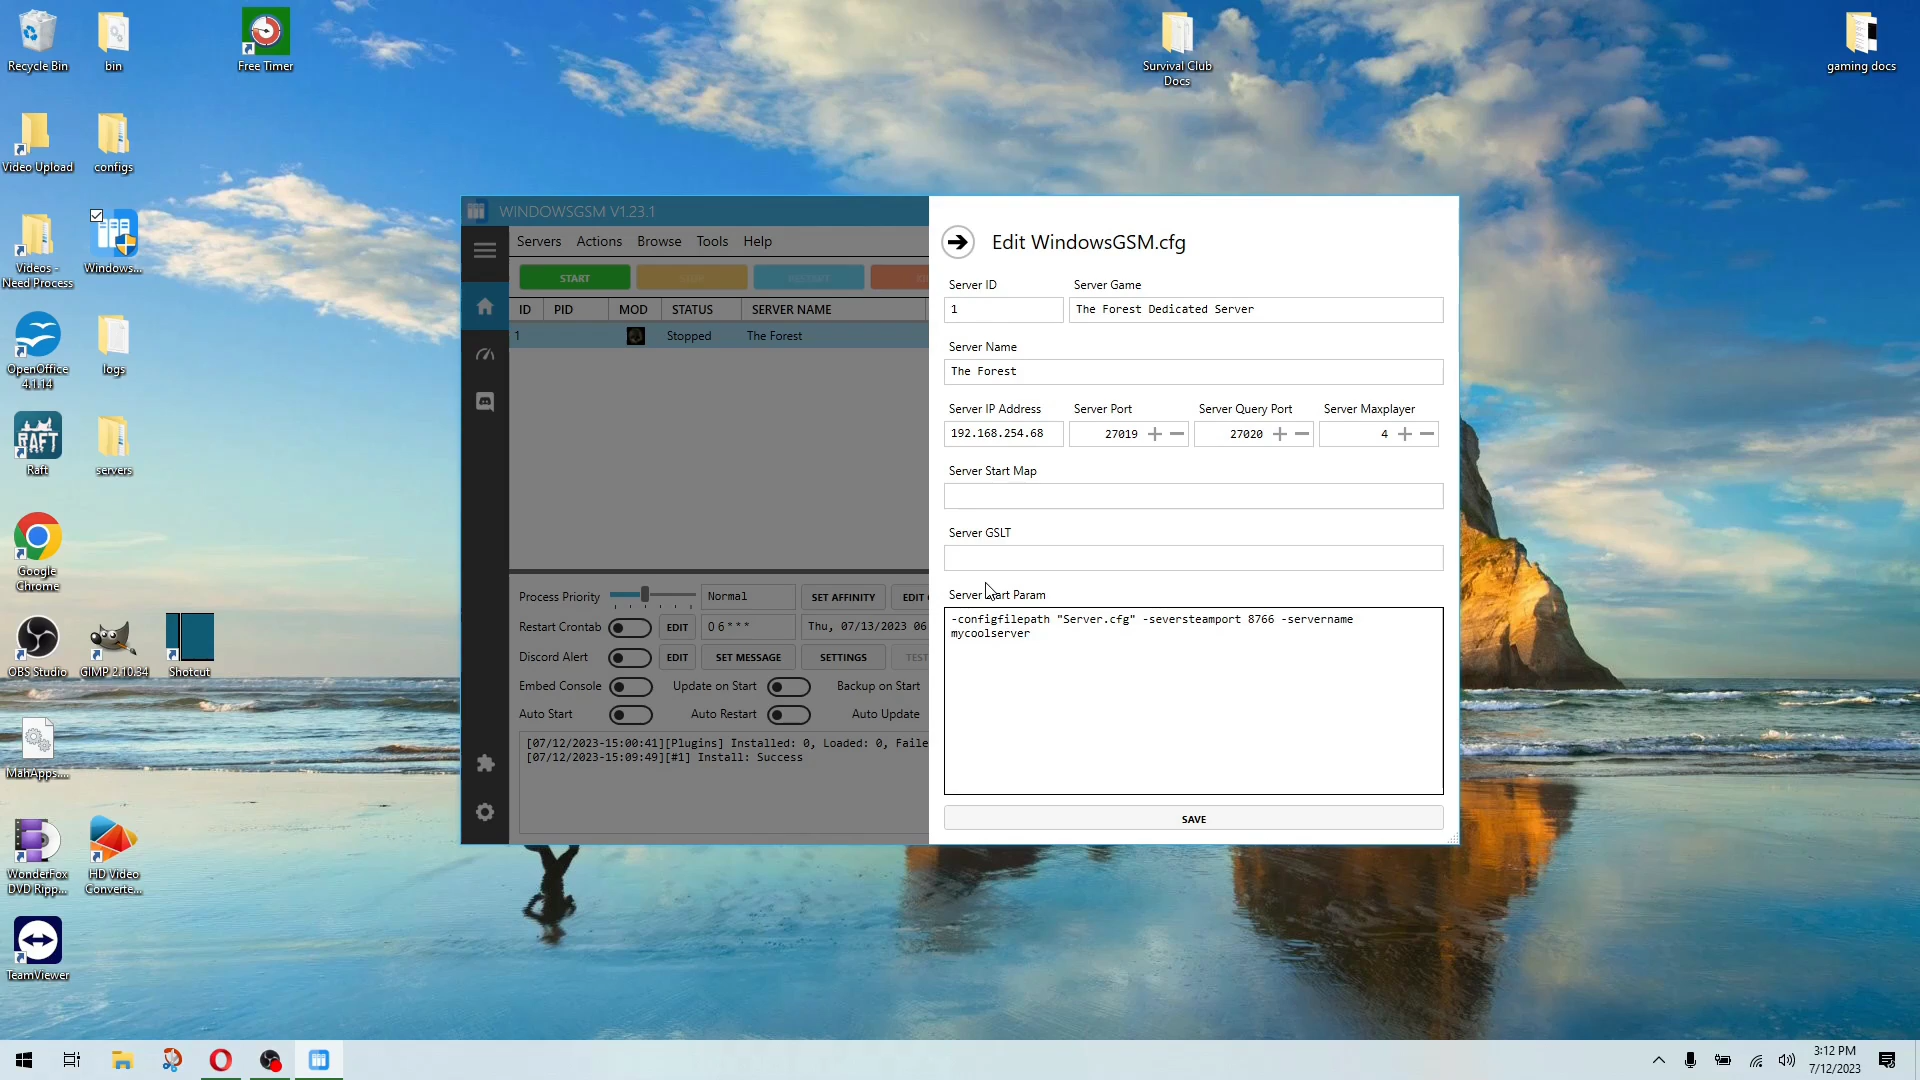 Recycle Bin
bin
Free Timer
Survival Club
Docs
gaming docs
Video Upload
configs
Videos -
Need Process
Windows...
OpenOffice
4.1.14
logs
Raft
servers
Google
Chrome
OBS Studio
GIMP 2.10.34
Shotcut
MahApps....
WonderFox
DVD Ripp...
HD Video
Converte...
TeamViewer
WINDOWSGSM V1.23.1
Servers Actions Browse Tools Help
START
STOP
RESTART
ID PID MOD STATUS SERVER NAME
1 Stopped The Forest
Process Priority Normal SET AFFINITY EDIT
Restart Crontab EDIT 0 6 * * * Thu, 07/13/2023 06
Discord Alert EDIT SET MESSAGE SETTINGS TEST
Embed Console Update on Start Backup on Start
Auto Start Auto Restart Auto Update
[07/12/2023-15:00:41][Plugins] Installed: 0, Loaded: 0, Faile
[07/12/2023-15:09:49][#1] Install: Success
Edit WindowsGSM.cfg
Server ID Server Game
1 The Forest Dedicated Server
Server Name
The Forest
Server IP Address Server Port Server Query Port Server Maxplayer
192.168.254.68 27019 27020 4
Server Start Map
Server GSLT
Server Start Param
-configfilepath "Server.cfg" -seversteamport 8766 -servername
mycoolserver
SAVE
3:12 PM
7/12/2023